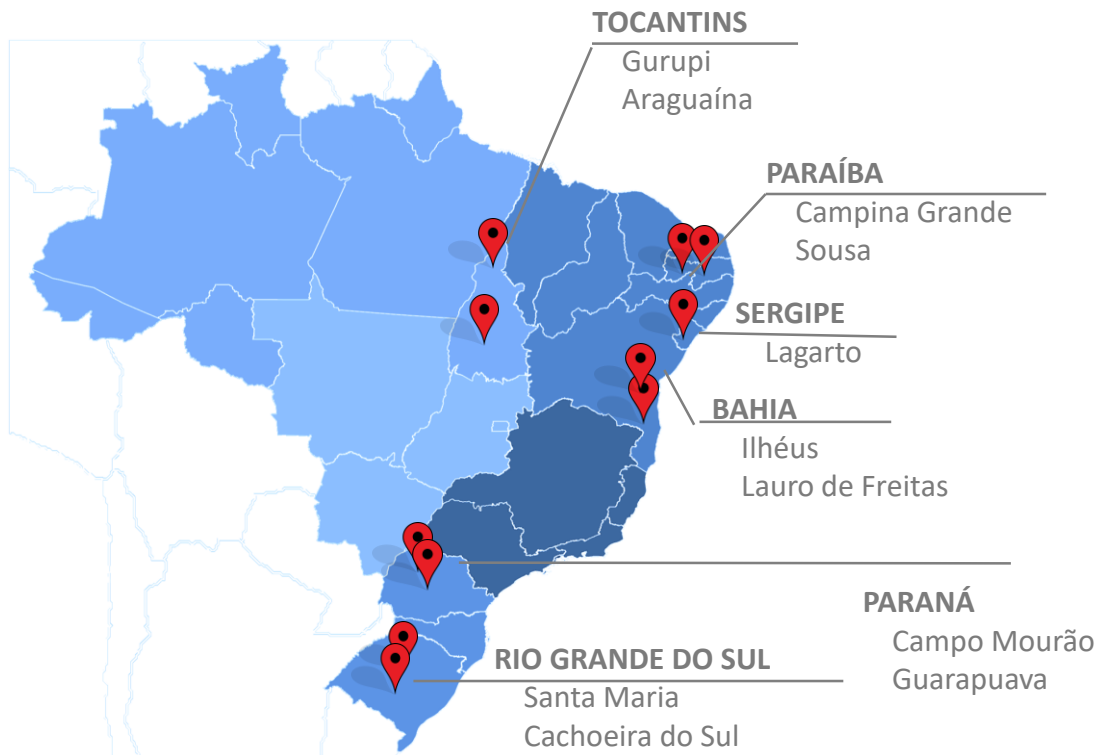 TOCANTINS
Gurupi
Araguaína
PARAÍBA
Campina Grande
Sousa
SERGIPE
Lagarto
BAHIA
Ilhéus
Lauro de Freitas
PARANÁ
Campo Mourão
Guarapuava
RIO GRANDE DO SUL
Santa Maria
Cachoeira do Sul